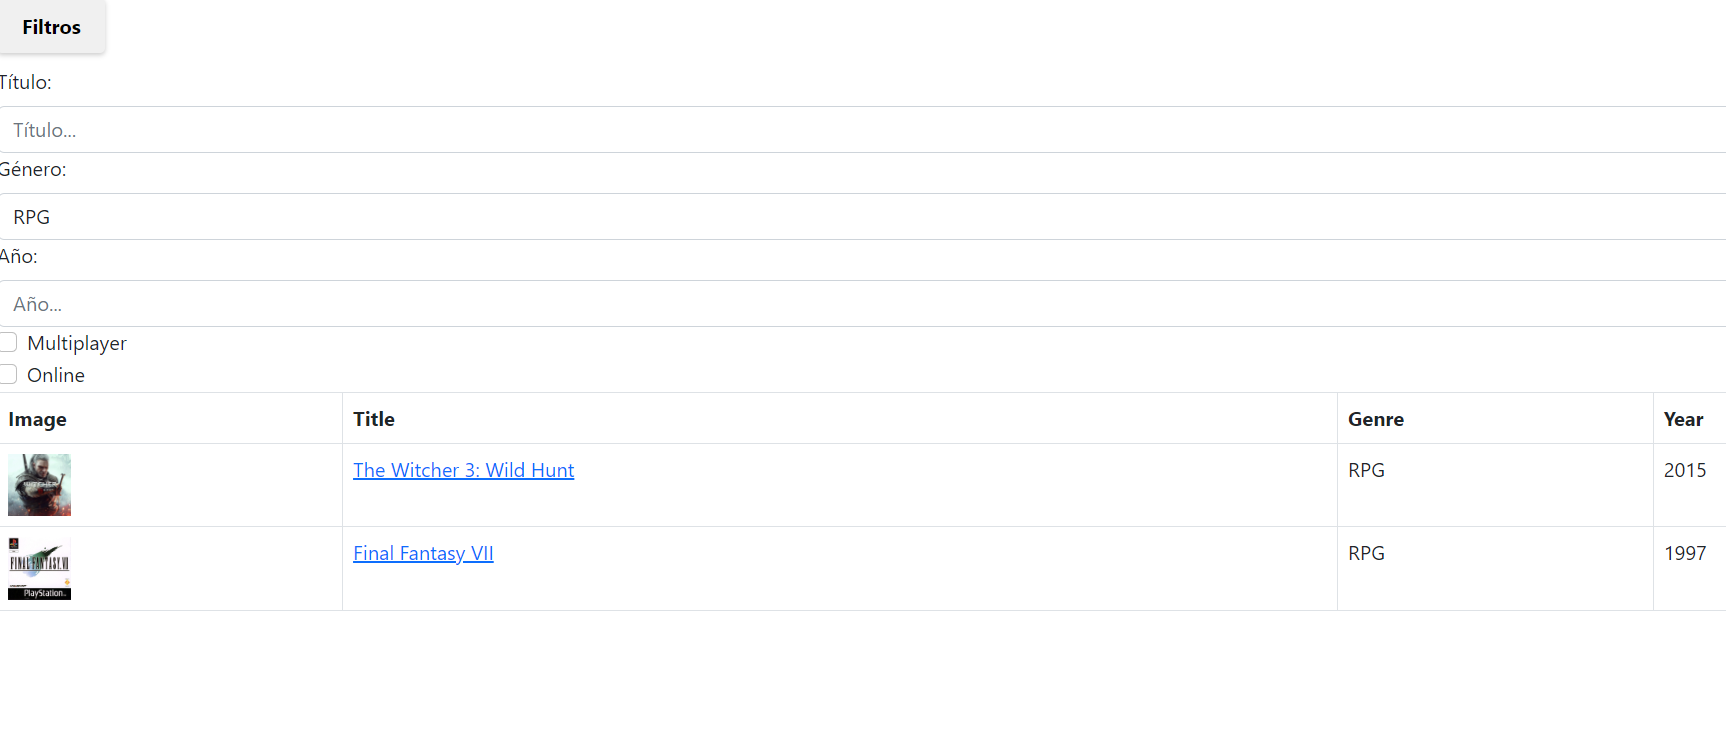 Filtros
Título:
Título...
Género:
RPG
Año:
Año...
Multiplayer
Online
Image Title Genre Year
The Witcher 3: Wild Hunt RPG 2015
FINAL FANTASY VII
PlayStation
Final Fantasy VII RPG 1997